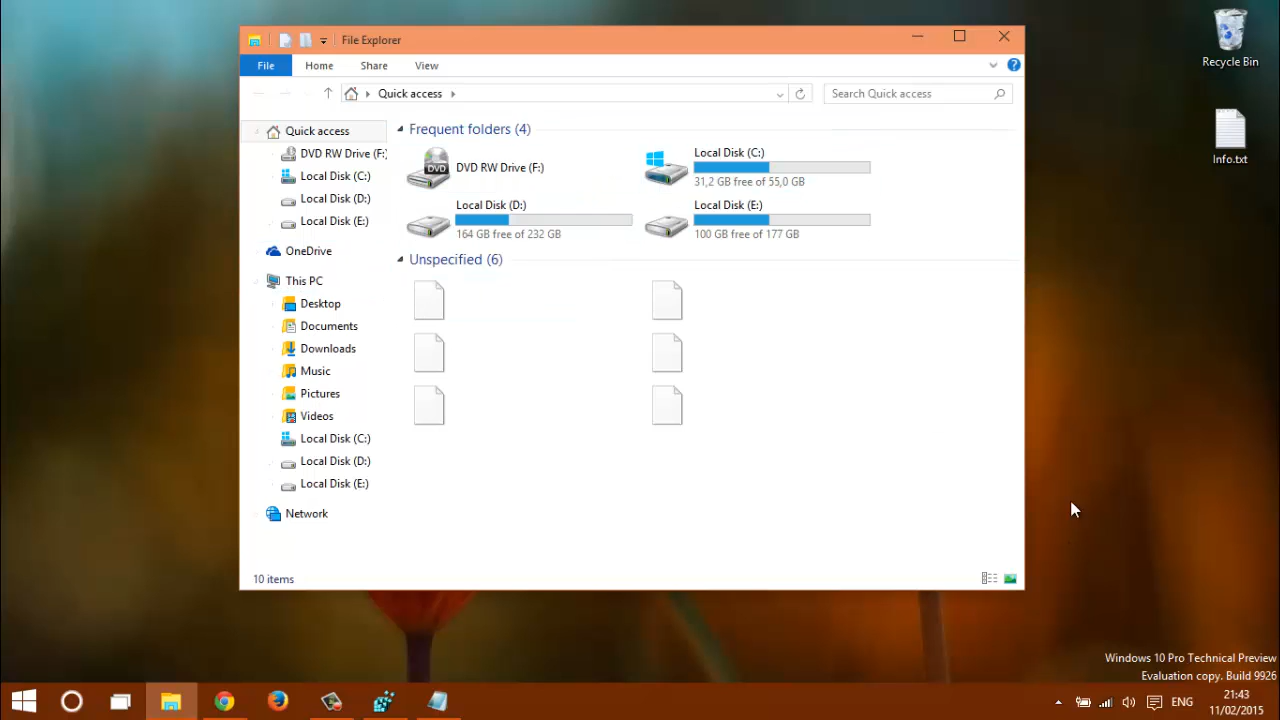 File Explorer
Recycle Bin
Info.txt
File Home Share View
Quick access
Search Quick access
Quick access
DVD RW Drive (F:)
Local Disk (C:)
Local Disk (D:)
Local Disk (E:)
OneDrive
This PC
Desktop
Documents
Downloads
Music
Pictures
Videos
Local Disk (C:)
Local Disk (D:)
Local Disk (E:)
Network
Frequent folders (4)
DVD
DVD RW Drive (F:)
Local Disk (C:)
31,2 GB free of 55,0 GB
Local Disk (D:)
164 GB free of 232 GB
Local Disk (E:)
100 GB free of 177 GB
Unspecified (6)
10 items
Windows 10 Pro Technical Preview
Evaluation copy. Build 9926
ENG
21:43
11/02/2015